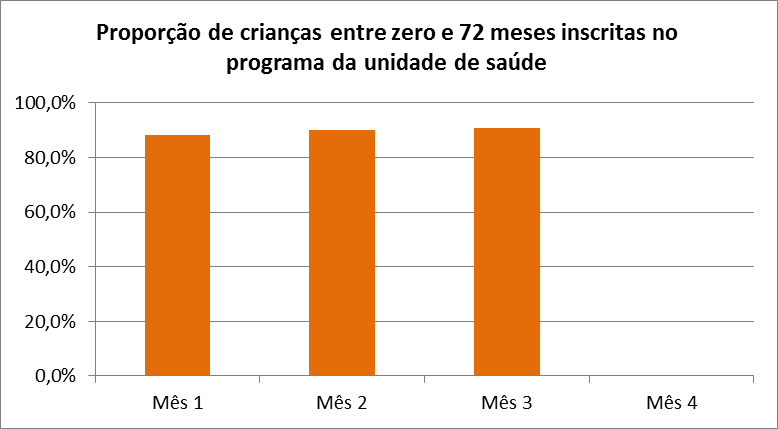 Proporção de crianças entre zero e 72 meses inscritas no
programa da unidade de saúde
100,0%
80,0%
60,0%
40,0%
20,0%
0,0%
Mês 1 Mês 2 Mês 3 Mês 4